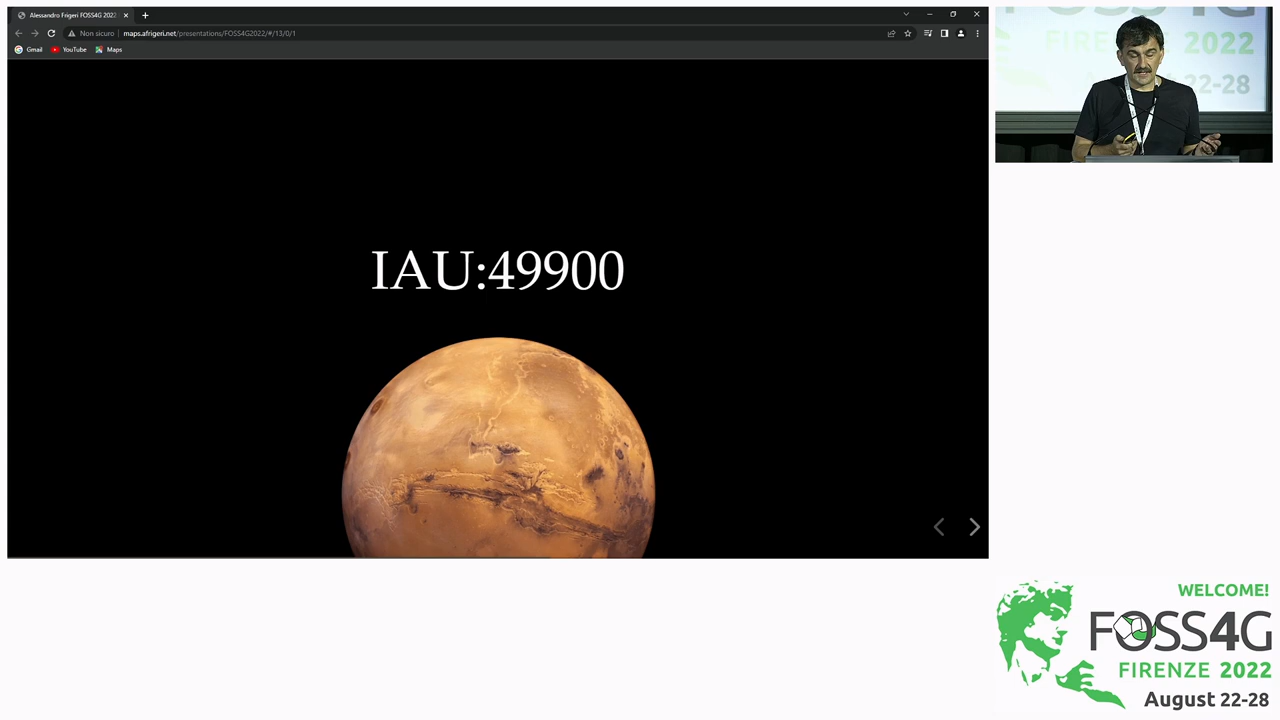 Alessandro Frigeri FOSS4G 2022
Non sicuro
maps.afrigeri.net/presentations/FOSS4G2022/#/13/0/1
Gmail
YouTube
Maps
IAU:49900
FOSS4G
FIRENZE 2022
22-28
WELCOME!
FOSS4G
FIRENZE 2022
August 22-28